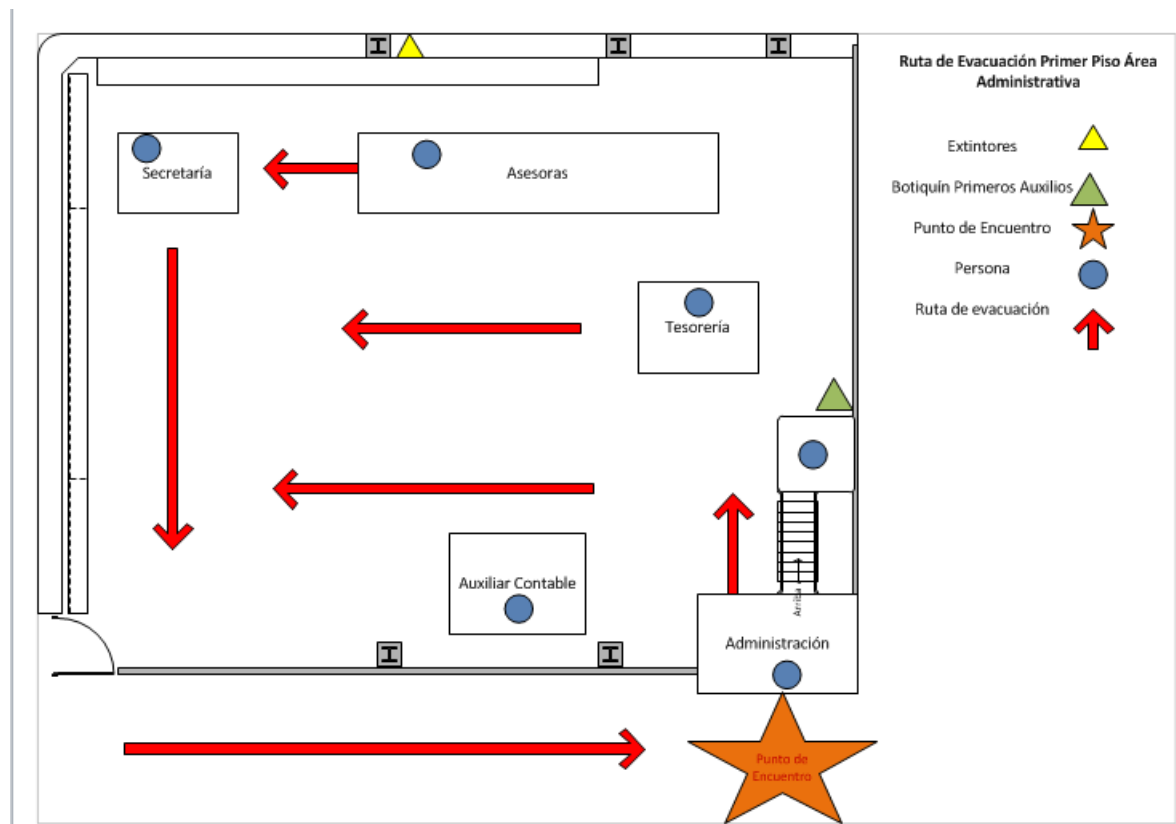 Ruta de Evacuación Primer Piso Área
Administrativa
Extintores
Botiquín Primeros Auxilios
Punto de Encuentro
Persona
Ruta de evacuación
Secretaría
Asesoras
Tesorería
Auxiliar Contable
Arriba
Administración
Punto de
Encuentro